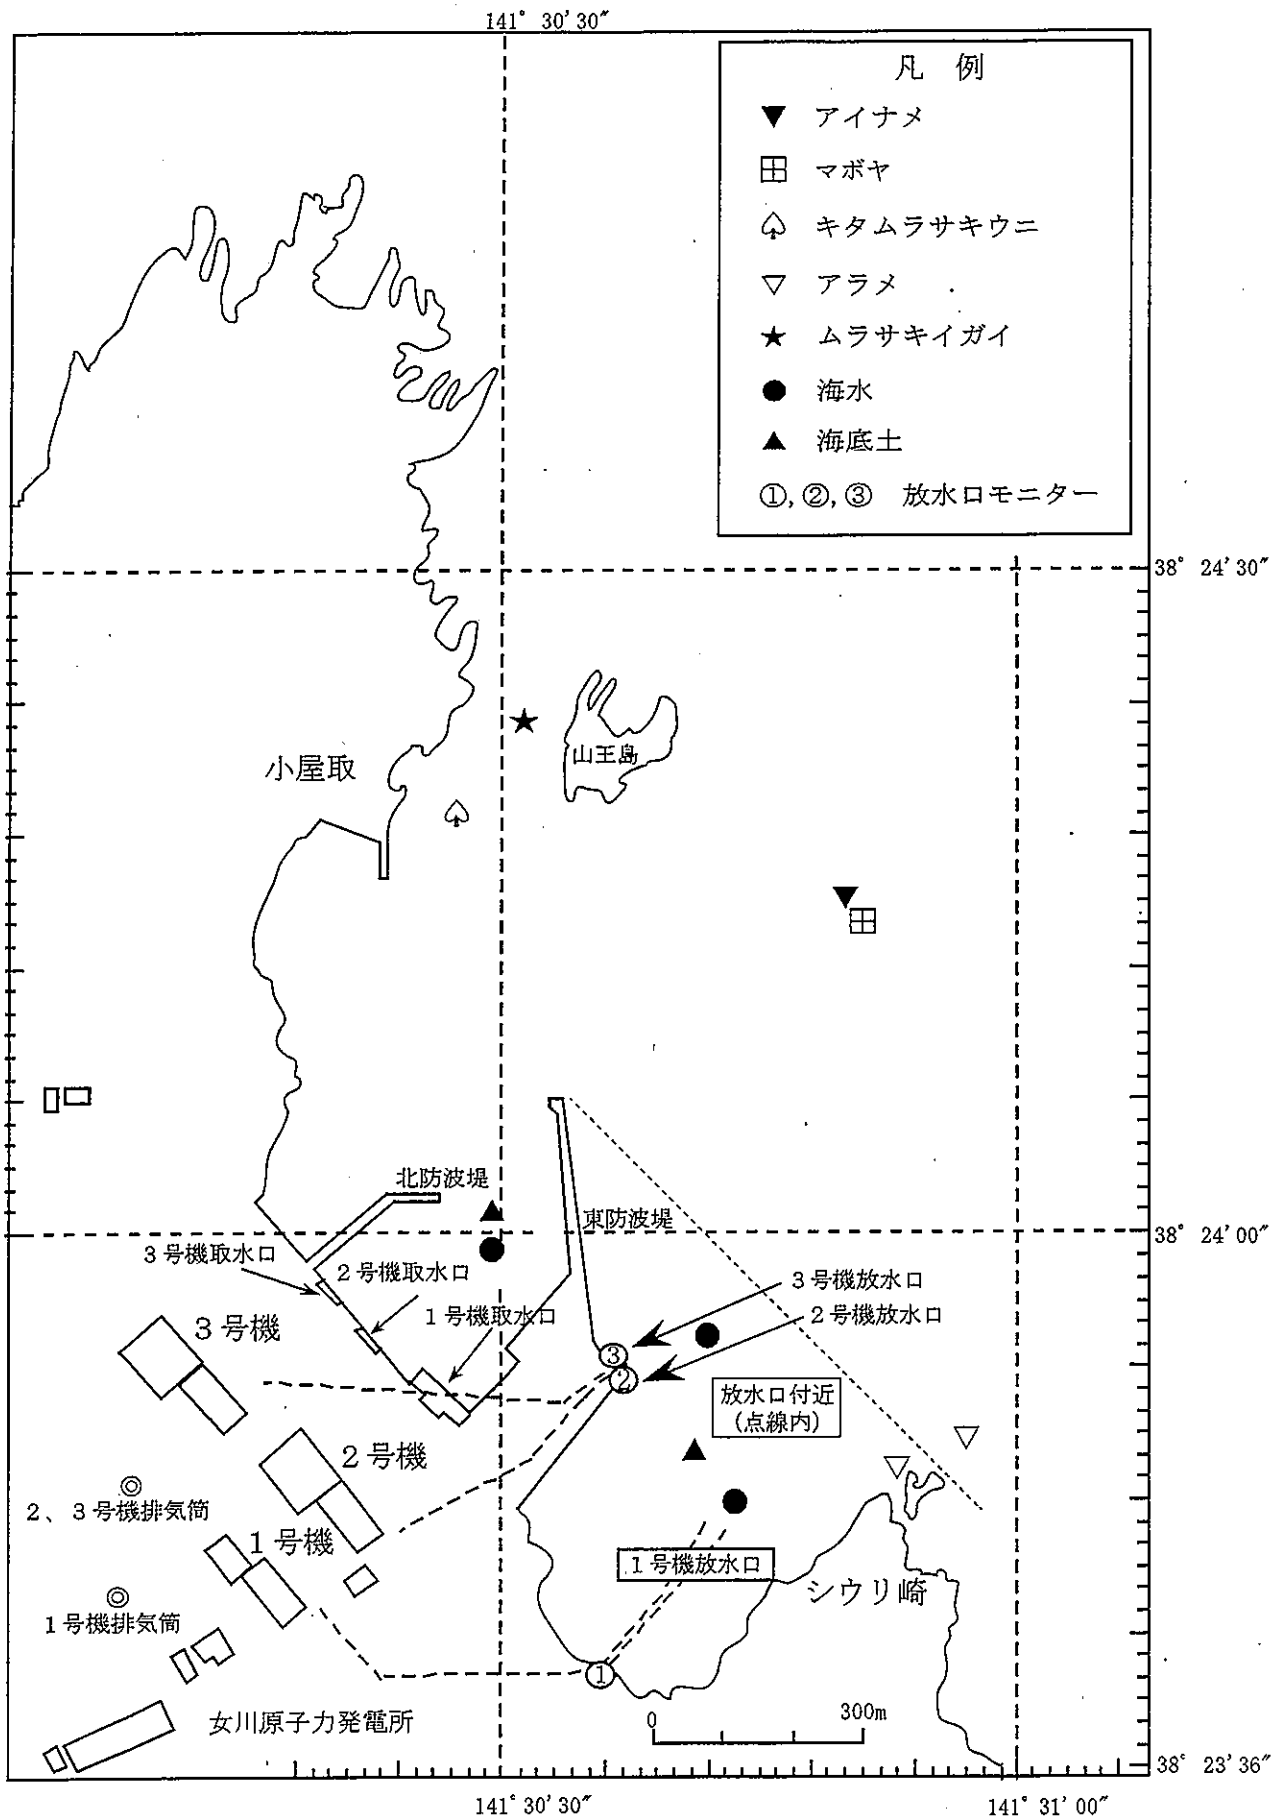 141° 30′30″
凡 例
アイナメ
マボヤ
キタムラサキウニ
アラメ
ムラサキイガイ
海水
海底土
①,②,③ 放水口モニター
38° 24′30″
山王島
小屋取
北防波堤
東防波堤
38° 24′00″
3号機取水口
2号機取水口
1号機取水口
3号機放水口
2号機放水口
3号機
③
②
放水口付近
(点線内)
2号機
2、3号機排気筒
1号機
1号機放水口
シウリ崎
1号機排気筒
①
女川原子力発電所
0 300m
38° 23′36″
141° 30′30″
141° 31′00″